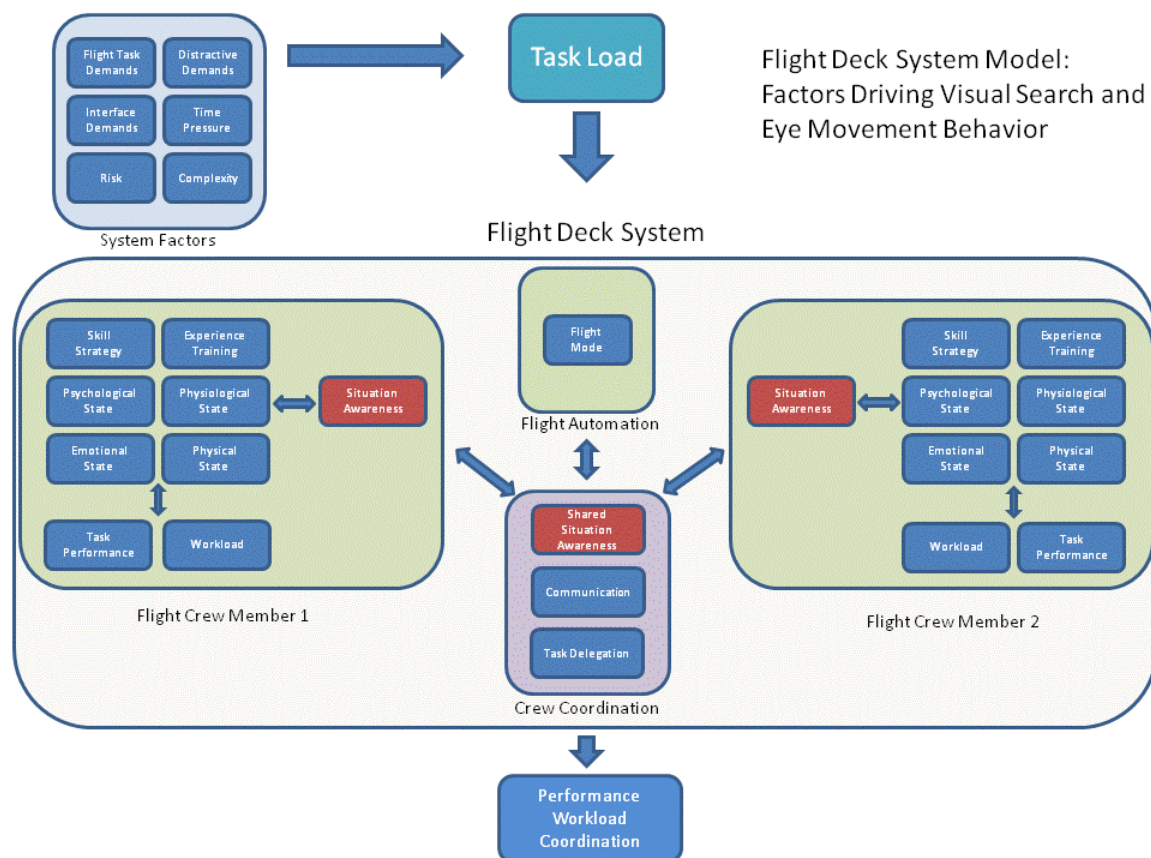 Flight Task
Demands
Distractive
Demands
Interface
Demands
Time
Pressure
Risk
Complexity
System Factors
Task Load
Flight Deck System Model:
Factors Driving Visual Search and
Eye Movement Behavior
Flight Deck System
Skill
Strategy
Experience
Training
Psychological
State
Physiological
State
Situation
Awareness
Emotional
State
Physical
State
Task
Performance
Workload
Flight Crew Member 1
Flight
Mode
Flight Automation
Shared
Situation
Awareness
Communication
Task Delegation
Crew Coordination
Skill
Strategy
Experience
Training
Situation
Awareness
Psychological
State
Physiological
State
Emotional
State
Physical
State
Workload
Task
Performance
Flight Crew Member 2
Performance
Workload
Coordination